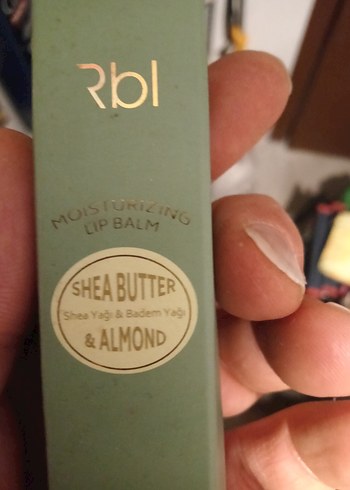 Rbl
MOISTURIZING
LIP BALM
SHEA BUTTER
Shea Yağı & Badem Yağı
& ALMOND